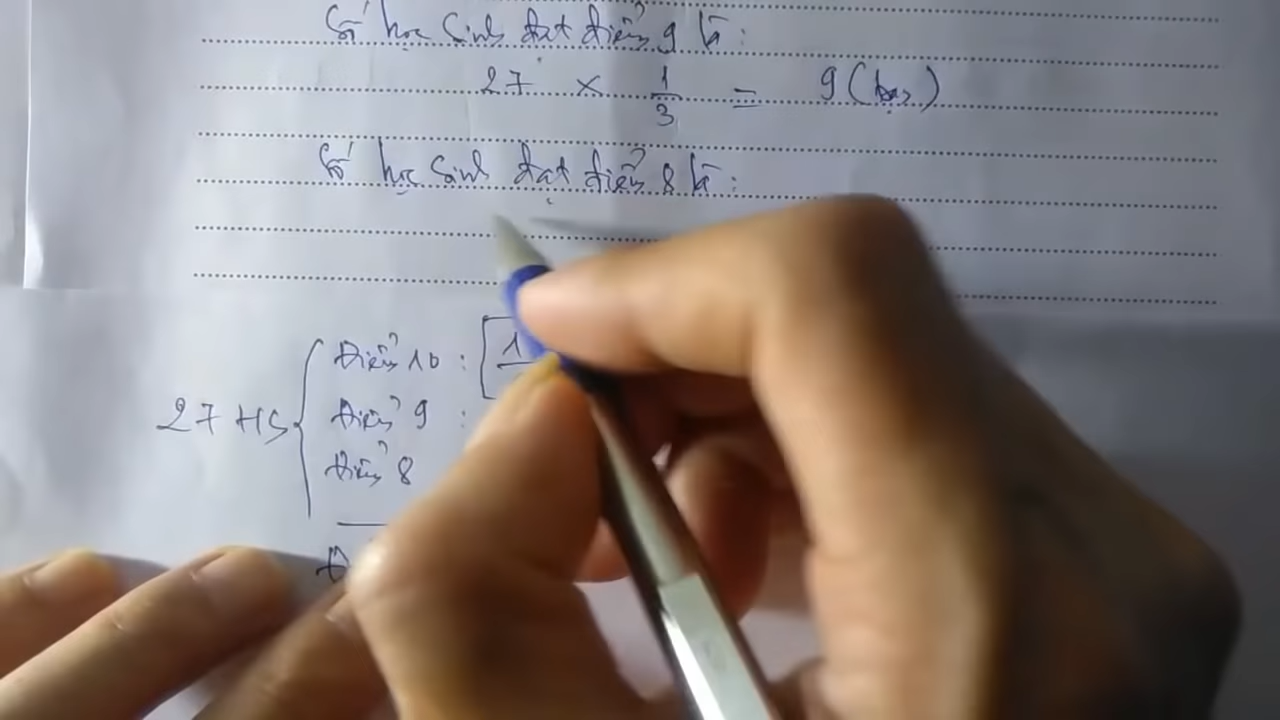 Số học sinh đạt điểm 9 là:
27 × 1/3 = 9 (bạn)
Số học sinh đạt điểm 8 là:
Điểm 10 : [1
27 HS { Điểm 9 :
Điểm 8
Đ